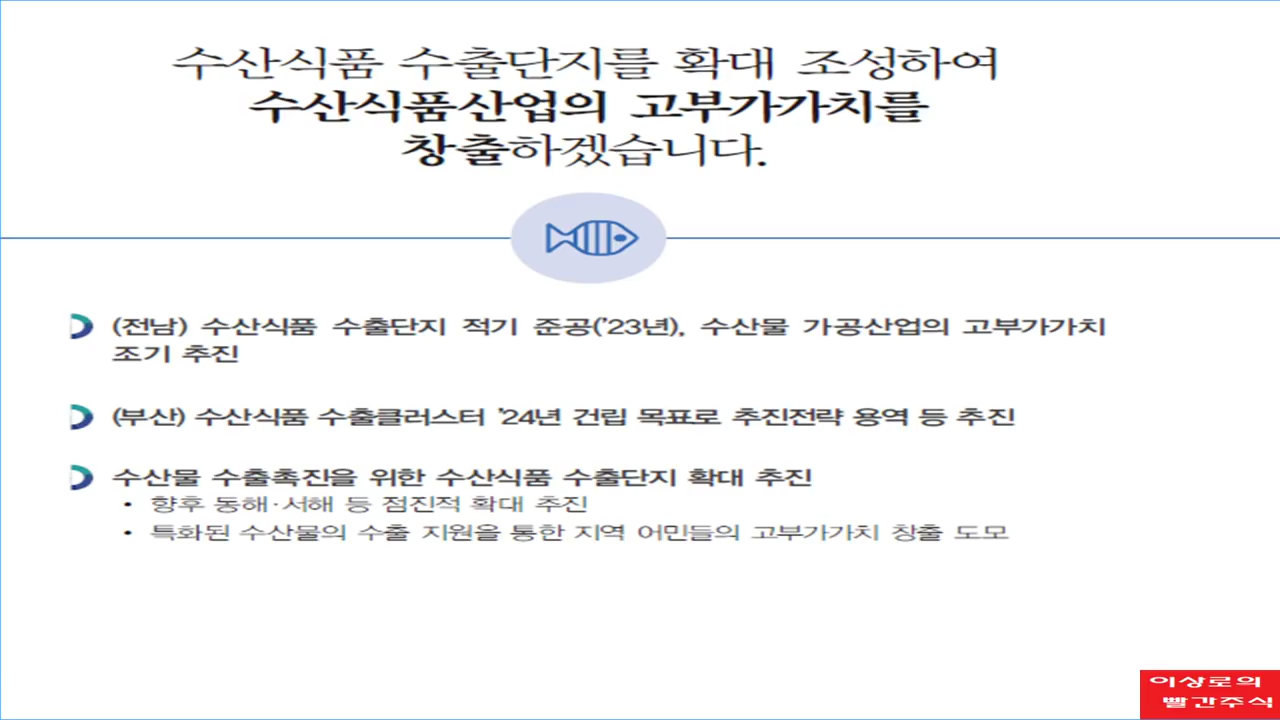 수산식품 수출단지를 확대 조성하여
수산식품산업의 고부가가치를
창출하겠습니다.
(전남) 수산식품 수출단지 적기 준공('23년), 수산물 가공산업의 고부가가치
조기 추진
(부산) 수산식품 수출클러스터 '24년 건립 목표로 추진전략 용역 등 추진
수산물 수출촉진을 위한 수산식품 수출단지 확대 추진
• 향후 동해·서해 등 점진적 확대 추진
• 특화된 수산물의 수출 지원을 통한 지역 어민들의 고부가가치 창출 도모
이상로의
빨간주식